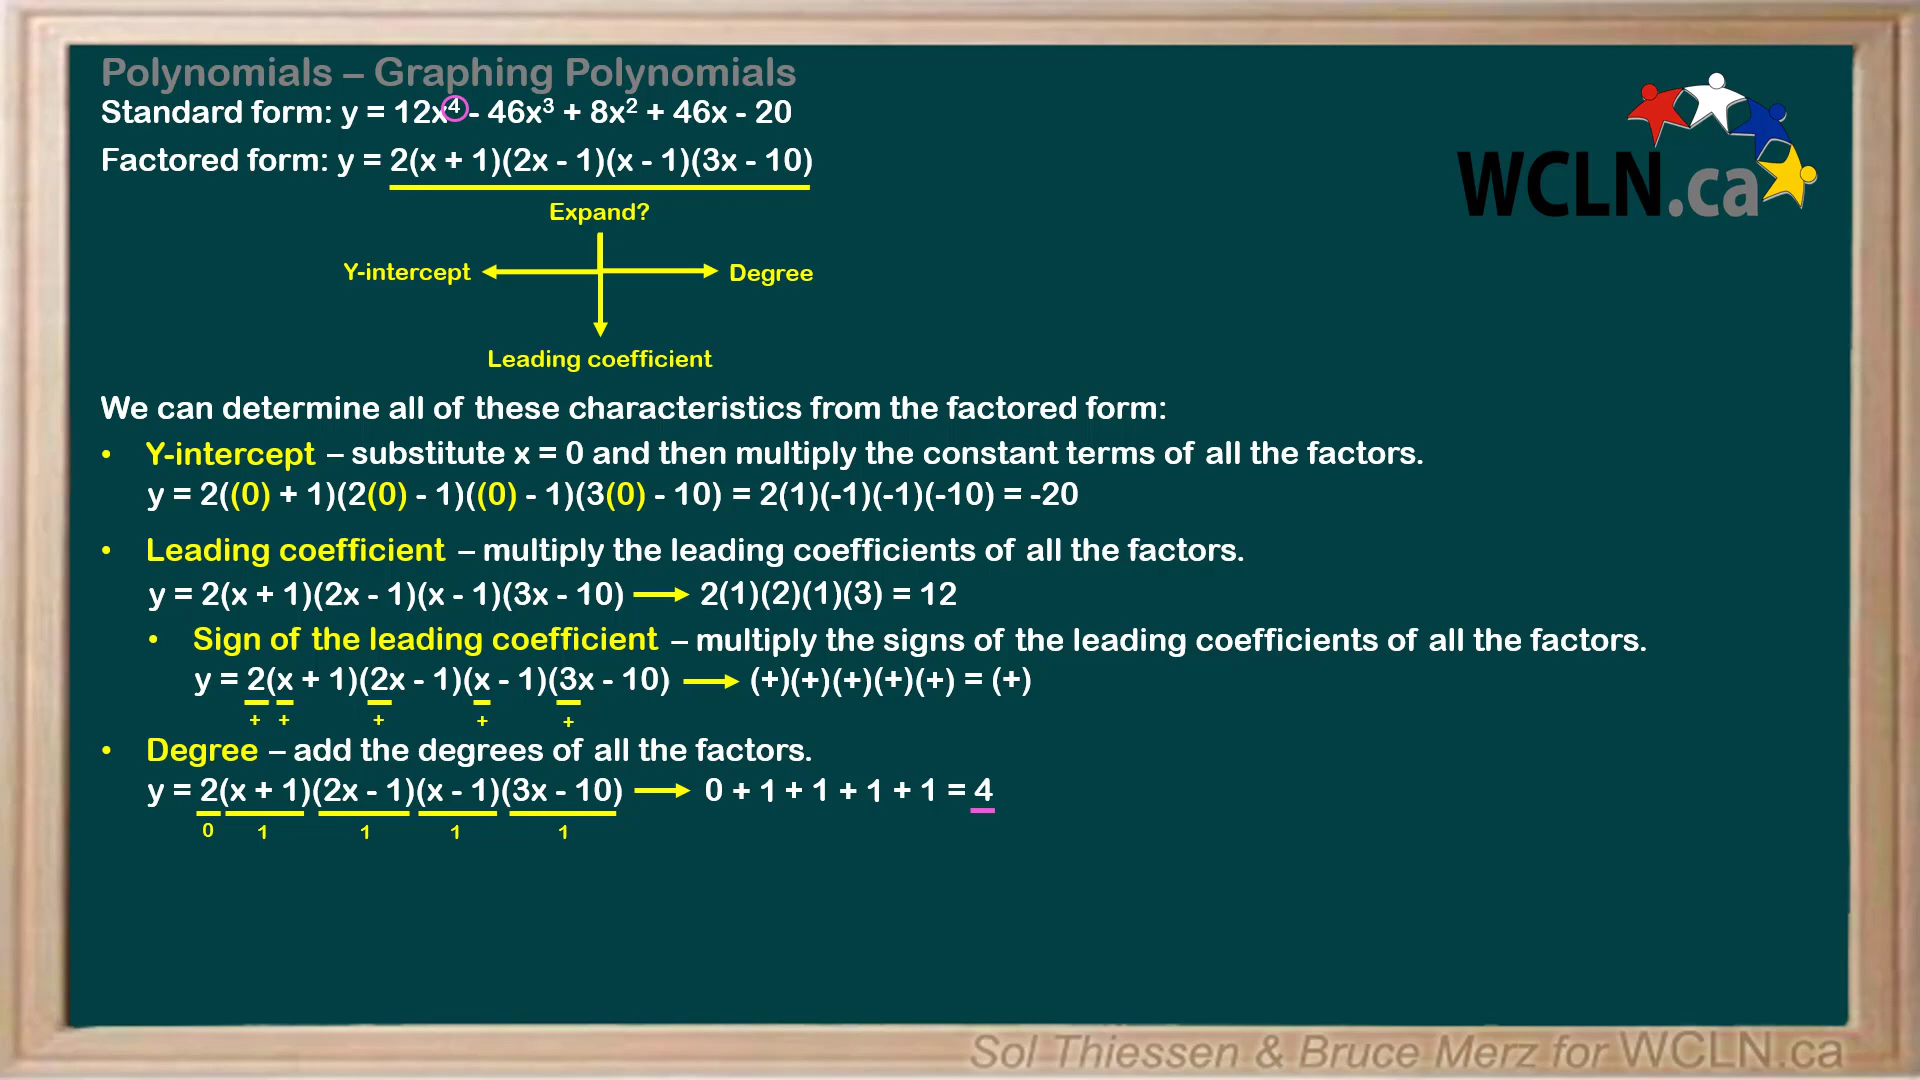 Polynomials – Graphing Polynomials
Standard form: y = 12x⁴ - 46x³ + 8x² + 46x - 20
Factored form: y = 2(x + 1)(2x - 1)(x - 1)(3x - 10)
WCLN.ca
Expand?
Y-intercept
Degree
Leading coefficient
We can determine all of these characteristics from the factored form:
• Y-intercept – substitute x = 0 and then multiply the constant terms of all the factors.
y = 2((0) + 1)(2(0) - 1)((0) - 1)(3(0) - 10) = 2(1)(-1)(-1)(-10) = -20
• Leading coefficient – multiply the leading coefficients of all the factors.
y = 2(x + 1)(2x - 1)(x - 1)(3x - 10) → 2(1)(2)(1)(3) = 12
• Sign of the leading coefficient – multiply the signs of the leading coefficients of all the factors.
y = 2(x + 1)(2x - 1)(x - 1)(3x - 10) → (+)(+)(+)(+)(+) = (+)
+ + + + +
• Degree – add the degrees of all the factors.
y = 2(x + 1)(2x - 1)(x - 1)(3x - 10) → 0 + 1 + 1 + 1 + 1 = 4
0 1 1 1 1
Sol Thiessen & Bruce Merz for WCLN.ca